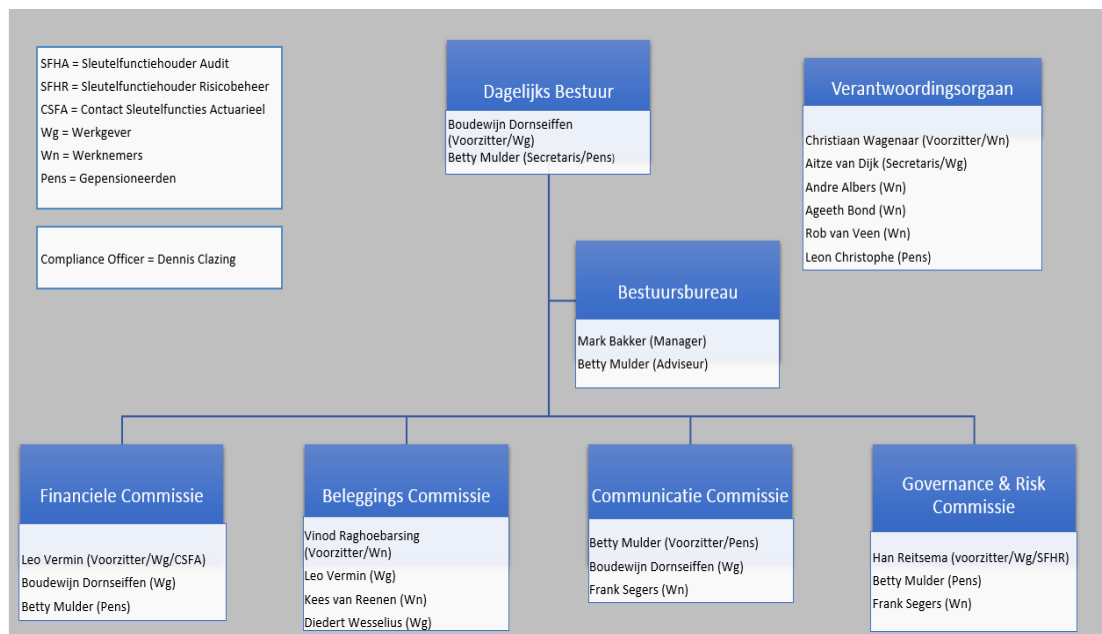 SFHA = Sleutelfunctiehouder Audit
SFHR = Sleutelfunctiehouder Risicobeheer
CSFA = Contact Sleutelfuncties Actuarieel
Wg = Werkgever
Wn = Werknemers
Pens = Gepensioneerden
Compliance Officer = Dennis Clazing
Dagelijks Bestuur
Boudewijn Dornseiffen
(Voorzitter/Wg)
Betty Mulder (Secretaris/Pens)
Verantwoordingsorgaan
Christiaan Wagenaar (Voorzitter/Wn)
Aitze van Dijk (Secretaris/Wg)
Andre Albers (Wn)
Ageeth Bond (Wn)
Rob van Veen (Wn)
Leon Christophe (Pens)
Bestuursbureau
Mark Bakker (Manager)
Betty Mulder (Adviseur)
Financiele Commissie
Leo Vermin (Voorzitter/Wg/CSFA)
Boudewijn Dornseiffen (Wg)
Betty Mulder (Pens)
Beleggings Commissie
Vinod Raghoebarsing
(Voorzitter/Wn)
Leo Vermin (Wg)
Kees van Reenen (Wn)
Diedert Wesselius (Wg)
Communicatie Commissie
Betty Mulder (Voorzitter/Pens)
Boudewijn Dornseiffen (Wg)
Frank Segers (Wn)
Governance & Risk
Commissie
Han Reitsema (voorzitter/Wg/SFHR)
Betty Mulder (Pens)
Frank Segers (Wn)